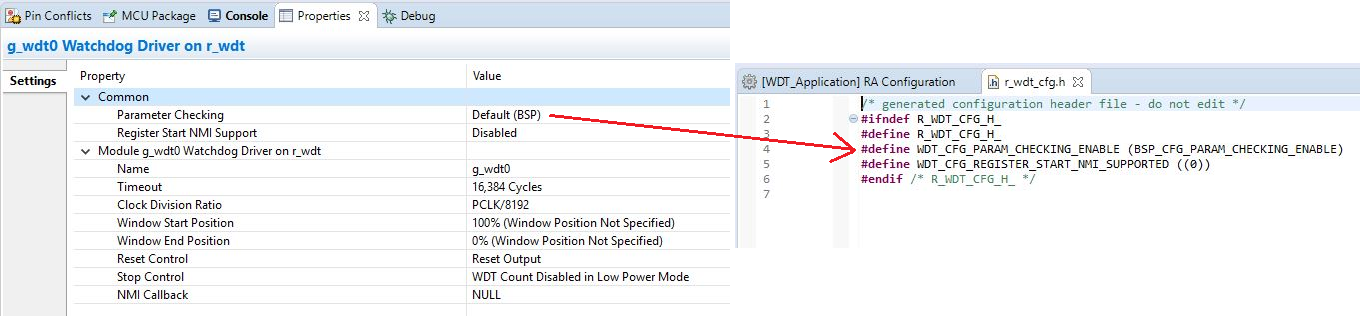 Pin Conflicts MCU Package Console Properties Debug
g_wdt0 Watchdog Driver on r_wdt
Settings
Property Value
Common
Parameter Checking Default (BSP)
Register Start NMI Support Disabled
Module g_wdt0 Watchdog Driver on r_wdt
Name g_wdt0
Timeout 16,384 Cycles
Clock Division Ratio PCLK/8192
Window Start Position 100% (Window Position Not Specified)
Window End Position 0% (Window Position Not Specified)
Reset Control Reset Output
Stop Control WDT Count Disabled in Low Power Mode
NMI Callback NULL
[WDT_Application] RA Configuration r_wdt_cfg.h
1 /* generated configuration header file - do not edit */
2 #ifndef R_WDT_CFG_H_
3 #define R_WDT_CFG_H_
4 #define WDT_CFG_PARAM_CHECKING_ENABLE (BSP_CFG_PARAM_CHECKING_ENABLE)
5 #define WDT_CFG_REGISTER_START_NMI_SUPPORTED ((0))
6 #endif /* R_WDT_CFG_H_ */
7